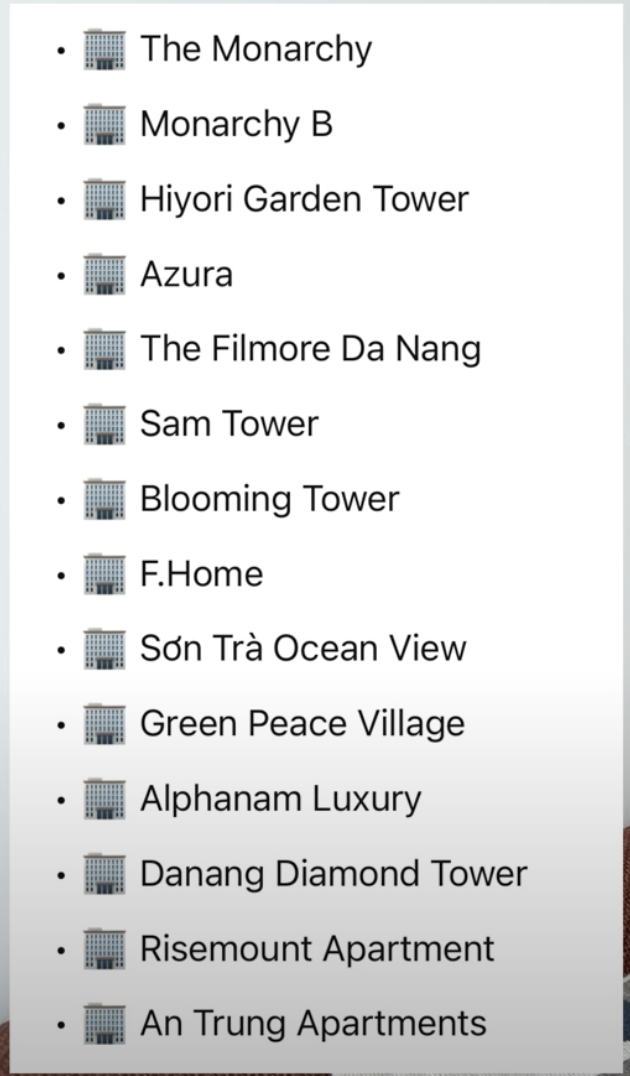 • 🏢 The Monarchy
• 🏢 Monarchy B
• 🏢 Hiyori Garden Tower
• 🏢 Azura
• 🏢 The Filmore Da Nang
• 🏢 Sam Tower
• 🏢 Blooming Tower
• 🏢 F.Home
• 🏢 Sơn Trà Ocean View
• 🏢 Green Peace Village
• 🏢 Alphanam Luxury
• 🏢 Danang Diamond Tower
• 🏢 Risemount Apartment
• 🏢 An Trung Apartments